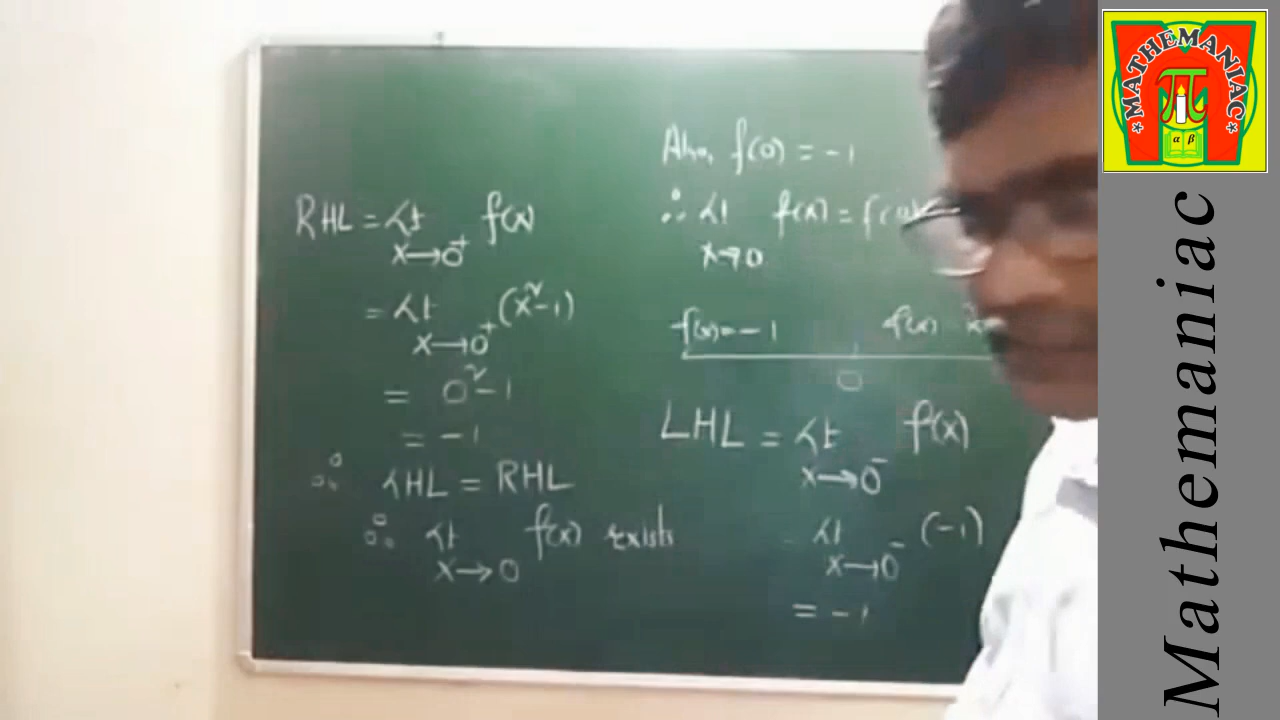 RHL = Lt f(x)
x→0⁺
= Lt (x²-1)
x→0⁺
= 0²-1
= -1
∴ LHL = RHL
∴ Lt f(x) exists
x→0
Also, f(0) = -1
∴ Lt f(x) = f(0)
x→0
f(x)=-1 f(x)
0
LHL = Lt f(x)
x→0⁻
Lt (-1)
x→0⁻
= -1
*MATHEMANIAC*
π
α β
Mathemaniac